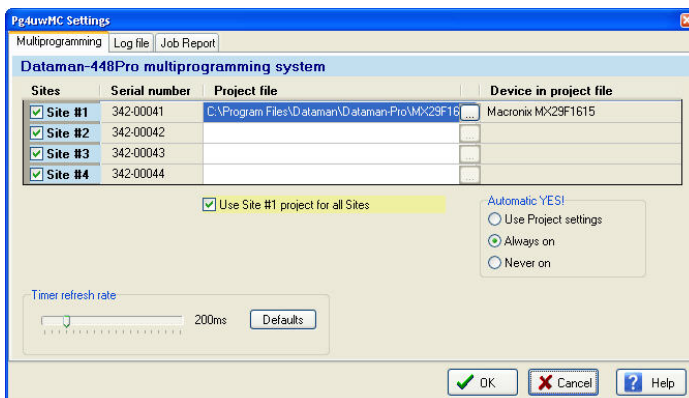 Pg4uwMC Settings
Multiprogramming Log file Job Report
Dataman-448Pro multiprogramming system
Sites Serial number Project file Device in project file
Site #1 342-00041 C:\Program Files\Dataman\Dataman-Pro\MX29F16 ... Macronix MX29F1615
Site #2 342-00042 ...
Site #3 342-00043 ...
Site #4 342-00044 ...
Use Site #1 project for all Sites
Automatic YES!
Use Project settings
Always on
Never on
Timer refresh rate
200ms Defaults
OK Cancel ? Help